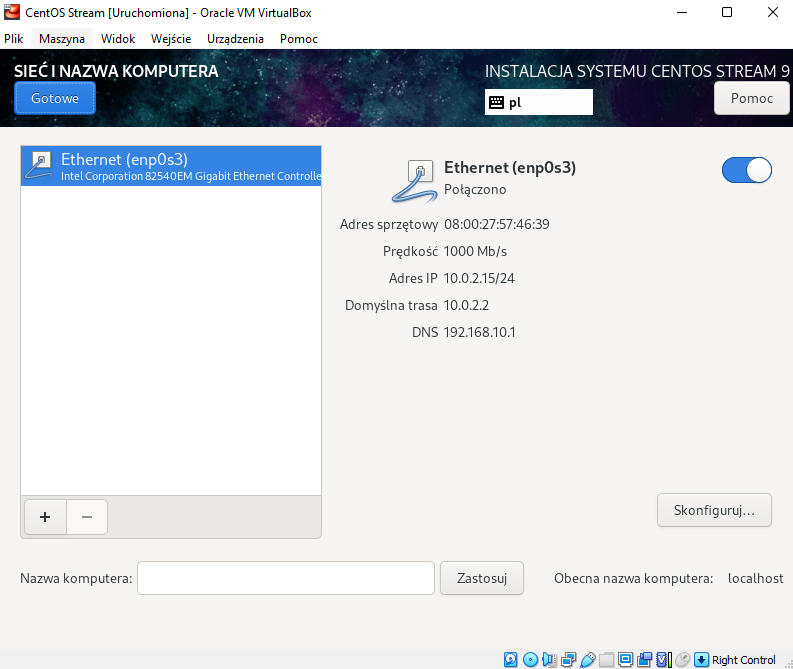 CentOS Stream [Uruchomiona] - Oracle VM VirtualBox
Plik Maszyna Widok Wejście Urządzenia Pomoc
SIEĆ I NAZWA KOMPUTERA
INSTALACJA SYSTEMU CENTOS STREAM 9
Gotowe
pl
Pomoc
Ethernet (enp0s3)
Intel Corporation 82540EM Gigabit Ethernet Controlle
Ethernet (enp0s3)
Połączono
Adres sprzętowy 08:00:27:57:46:39
Prędkość 1000 Mb/s
Adres IP 10.0.2.15/24
Domyślna trasa 10.0.2.2
DNS 192.168.10.1
+ −
Skonfiguruj...
Nazwa komputera: Zastosuj Obecna nazwa komputera: localhost
Right Control